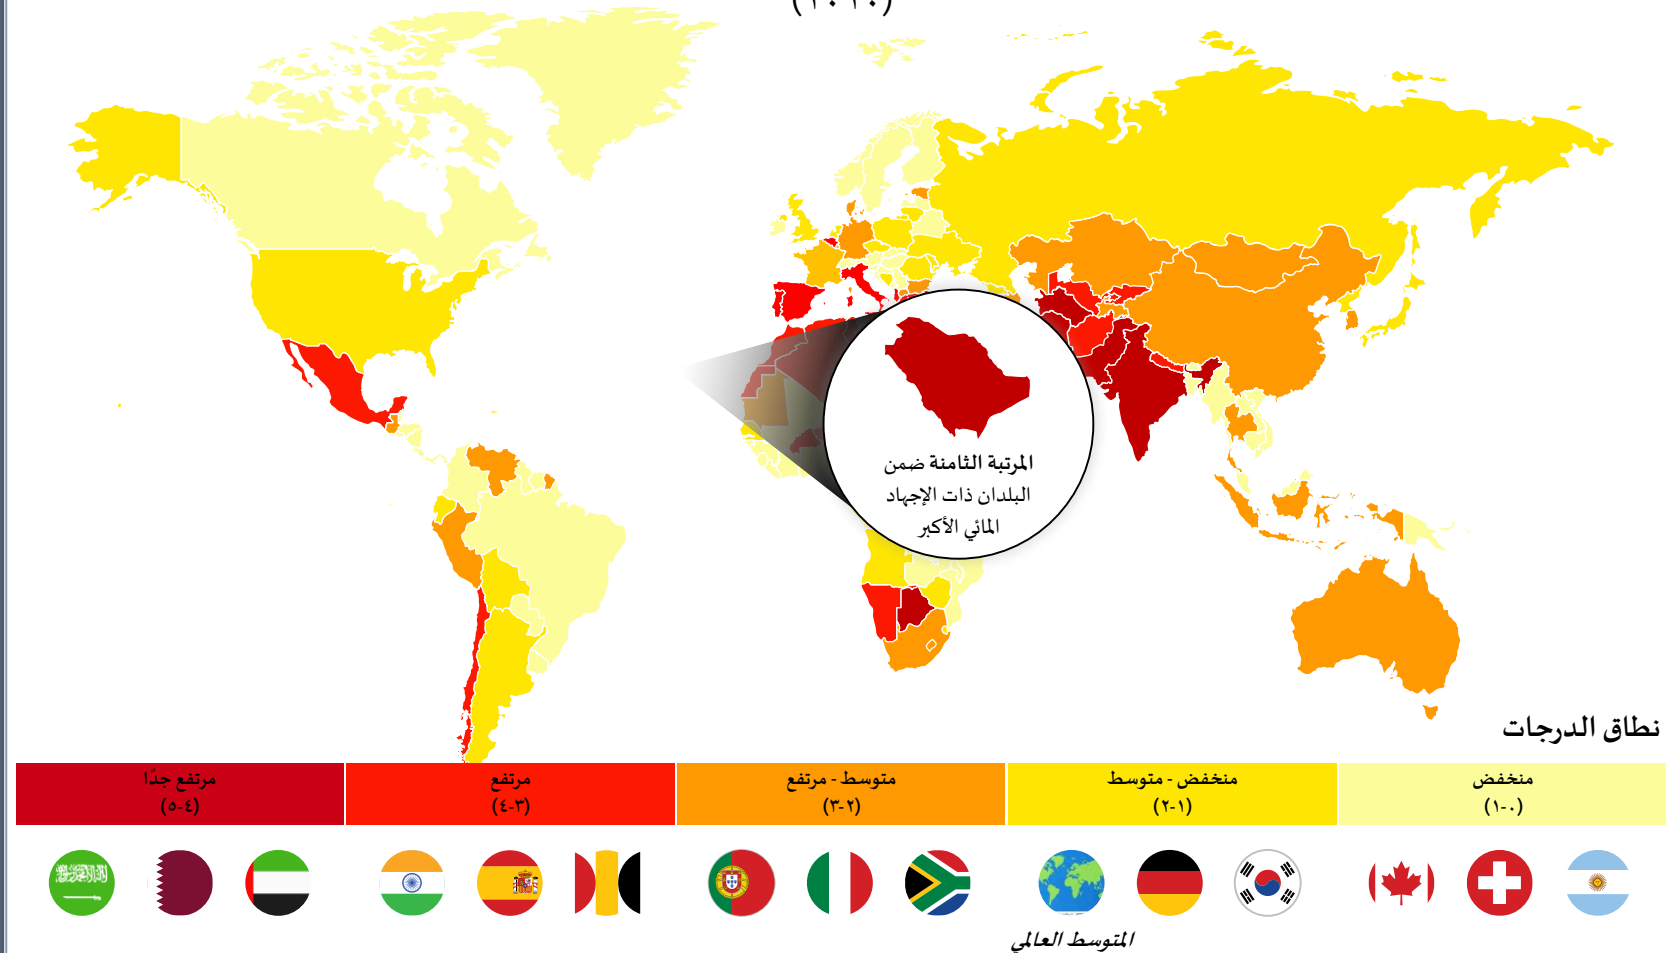 المرتبة الثامنة ضمن
البلدان ذات الإجهاد
المائي الأكبر
نطاق الدرجات
منخفض
(٠-١)
منخفض - متوسط
(١-٢)
متوسط - مرتفع
(٢-٣)
مرتفع
(٣-٤)
مرتفع جدًا
(٤-٥)
المتوسط العالمي